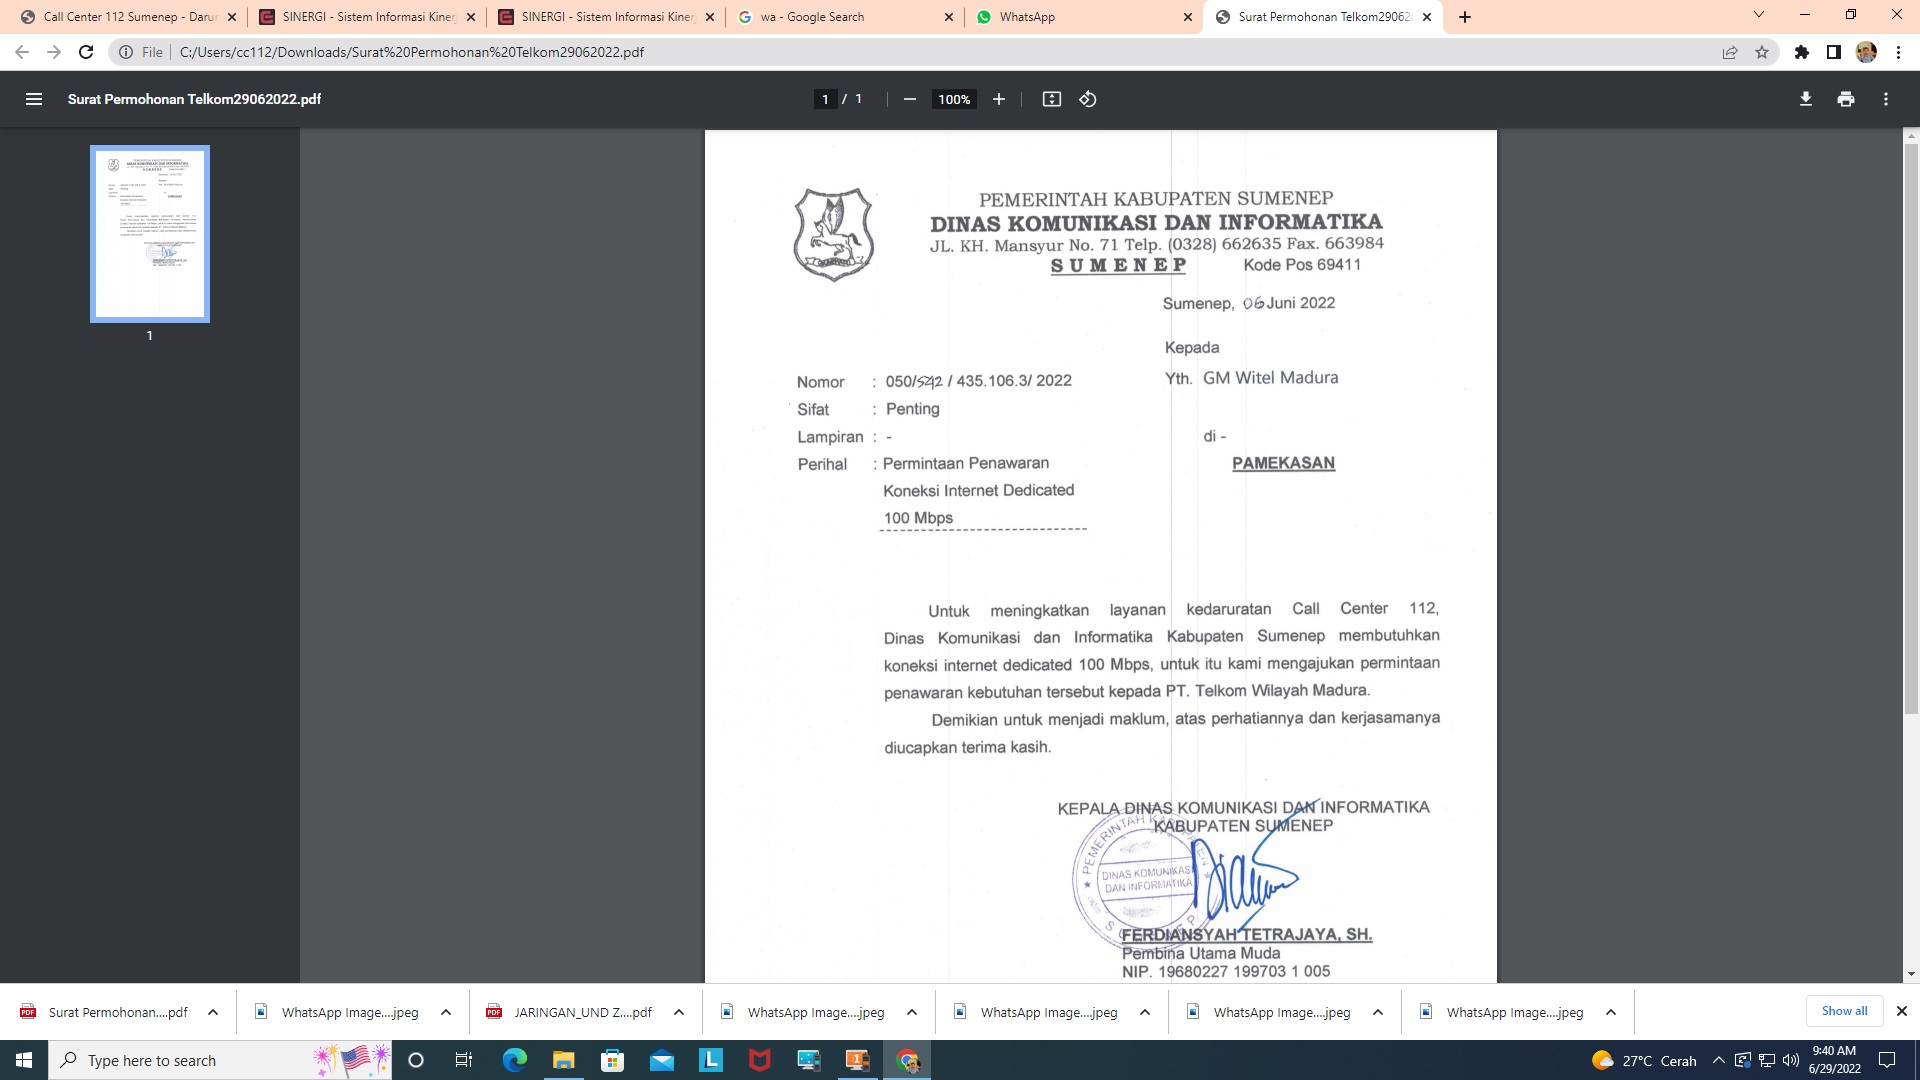 Call Center 112 Sumenep - Darur
SINERGI - Sistem Informasi Kinerj
SINERGI - Sistem Informasi Kinerj
wa - Google Search
WhatsApp
Surat Permohonan Telkom290620
File
C:/Users/cc112/Downloads/Surat%20Permohonan%20Telkom29062022.pdf
Surat Permohonan Telkom29062022.pdf
1 / 1
100%
1
PEMERINTAH KABUPATEN SUMENEP
DINAS KOMUNIKASI DAN INFORMATIKA
JL. KH. Mansyur No. 71 Telp. (0328) 662635 Fax. 663984
SUMENEP Kode Pos 69411
Sumenep, 06 Juni 2022
Kepada
Yth. GM Witel Madura
di -
PAMEKASAN
Nomor : 050/542 / 435.106.3/ 2022
Sifat : Penting
Lampiran : -
Perihal : Permintaan Penawaran
Koneksi Internet Dedicated
100 Mbps
Untuk meningkatkan layanan kedaruratan Call Center 112,
Dinas Komunikasi dan Informatika Kabupaten Sumenep membutuhkan
koneksi internet dedicated 100 Mbps, untuk itu kami mengajukan permintaan
penawaran kebutuhan tersebut kepada PT. Telkom Wilayah Madura.
Demikian untuk menjadi maklum, atas perhatiannya dan kerjasamanya
diucapkan terima kasih.
KEPALA DINAS KOMUNIKASI DAN INFORMATIKA
KABUPATEN SUMENEP
PEMERINTAH KABUPATEN
DINAS KOMUNIKASI
DAN INFORMATIKA
SUMENEP
FERDIANSYAH TETRAJAYA, SH.
Pembina Utama Muda
NIP. 19680227 199703 1 005
Surat Permohonan....pdf
WhatsApp Image....jpeg
JARINGAN_UND Z....pdf
WhatsApp Image....jpeg
WhatsApp Image....jpeg
WhatsApp Image....jpeg
WhatsApp Image....jpeg
Show all
Type here to search
27°C Cerah
9:40 AM
6/29/2022